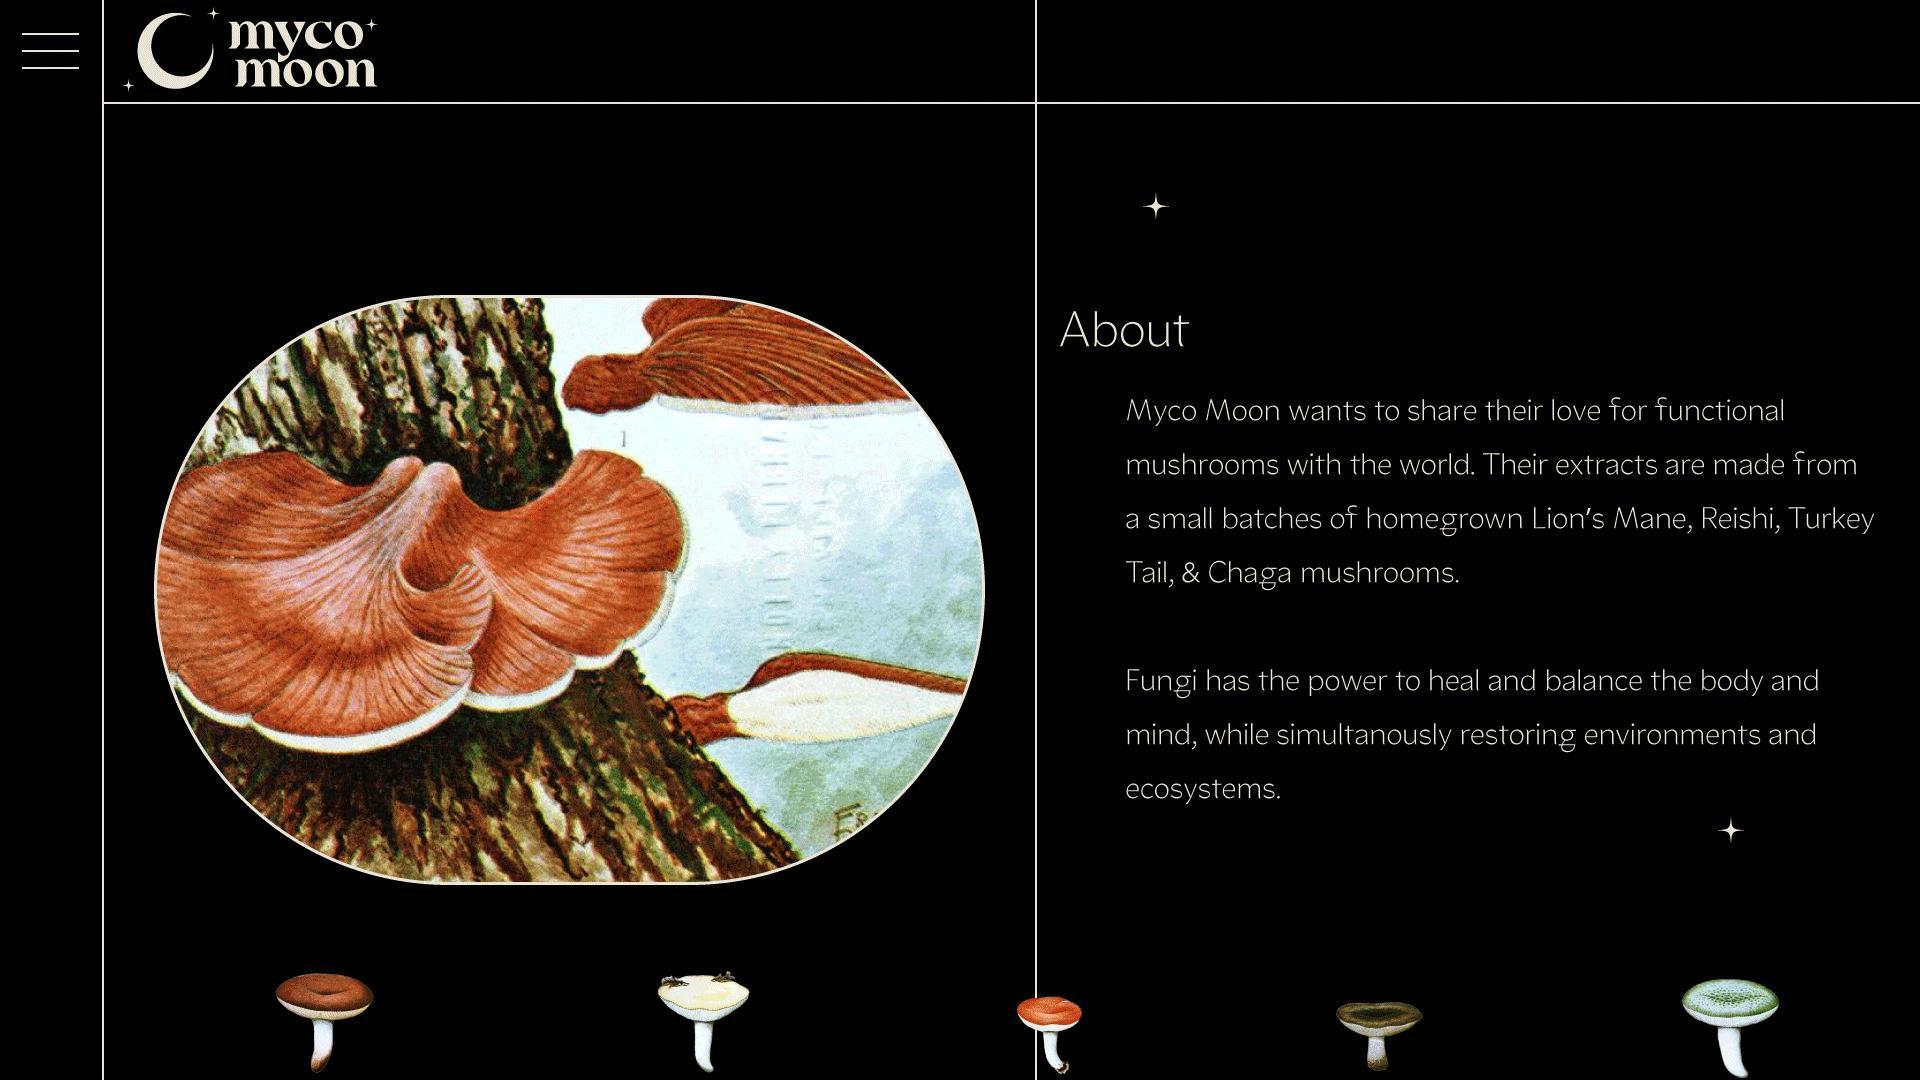 myco
moon
About
Myco Moon wants to share their love for functional
mushrooms with the world. Their extracts are made from
a small batches of homegrown Lion's Mane, Reishi, Turkey
Tail, & Chaga mushrooms.
Fungi has the power to heal and balance the body and
mind, while simultanously restoring environments and
ecosystems.